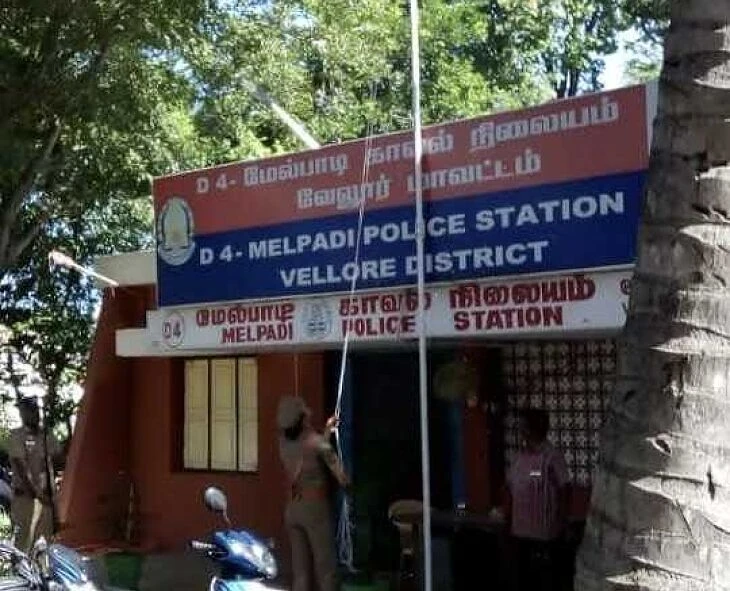 D 4 - மேல்பாடி காவல் நிலையம்
வேலூர் மாவட்டம்
D 4 - MELPADI POLICE STATION
VELLORE DISTRICT
D4 மேல்பாடி காவல் நிலையம்
MELPADI POLICE STATION